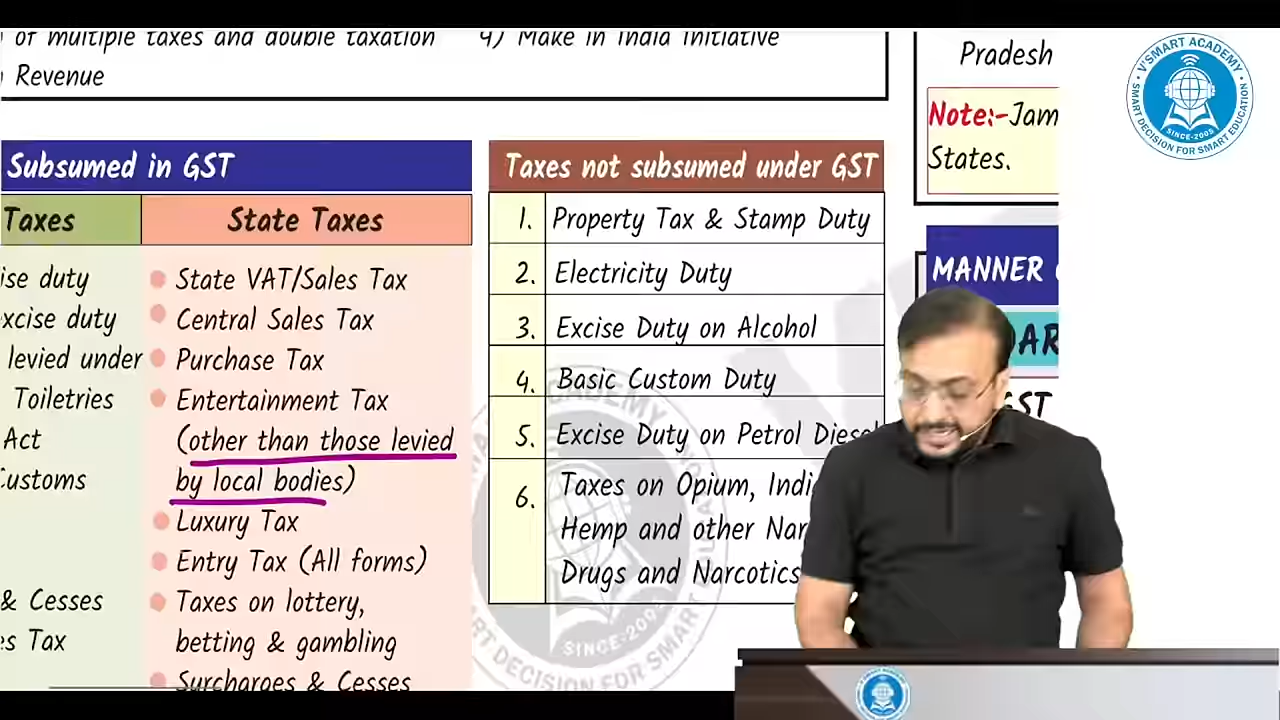 of multiple taxes and double taxation
4) Make in India Initiative
Revenue
Subsumed in GST
Taxes
State Taxes
ise duty
xcise duty
levied under
Toiletries
Act
Customs
& Cesses
es Tax
State VAT/Sales Tax
Central Sales Tax
Purchase Tax
Entertainment Tax
(other than those levied
by local bodies)
Luxury Tax
Entry Tax (All forms)
Taxes on lottery,
betting & gambling
Surcharges & Cesses
Taxes not subsumed under GST
1. Property Tax & Stamp Duty
2. Electricity Duty
3. Excise Duty on Alcohol
4. Basic Custom Duty
5. Excise Duty on Petrol Diesel
6. Taxes on Opium, Indi
Hemp and other Nar
Drugs and Narcotics
Pradesh
Note:-Jam
States.
MANNER
AR
GST
V'SMART ACADEMY
SMART DECISION FOR SMART EDUCATION
SINCE-2005